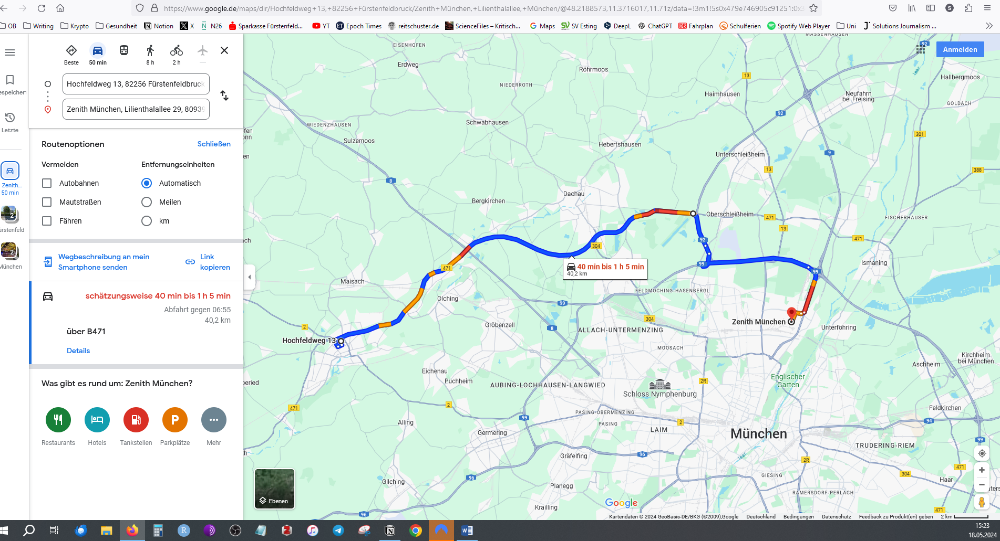 https://www.google.de/maps/dir/Hochfeldweg+13,+82256+Fürstenfeldbruck/Zenith+München,+Lilienthalallee,+München/@48.2188573,11.3716017,11.71z/data=!3m1!5s0x479e746905c91251:0x3
OB Writing Krypto Gesundheit Notion X N26 Sparkasse Fürstenfeld... YT Epoch Times reitschuster.de ScienceFiles – Kritisch... Maps SV Esting DeepL ChatGPT Fahrplan Schulferien Spotify Web Player Uni Solutions Journalism ...
Beste
50 min
8 h
2 h
Hochfeldweg 13, 82256 Fürstenfeldbruck
Zenith München, Lilienthalallee 29, 80939
espeichert
Letzte
Zenith...
50 min
2
ürstenfeld
2
München
Routenoptionen
Schließen
Vermeiden
Entfernungseinheiten
Autobahnen
Automatisch
Mautstraßen
Meilen
Fähren
km
Wegbeschreibung an mein
Smartphone senden
Link
kopieren
schätzungsweise 40 min bis 1 h 5 min
Abfahrt gegen 06:55
40,2 km
über B471
Details
Was gibt es rund um: Zenith München?
Restaurants
Hotels
Tankstellen
P
Parkplätze
Mehr
Anmelden
EISENHOFEN
MASSENHAUSEN
92
Erdweg
Röhrmoos
13
Hallbergmoos
NIEDERROTH
Haimhausen
Neufahrn
bei Freising
GOLDACH
92
Schwabhausen
WIEDENZHAUSEN
301
Sulzemoos
Hebertshausen
Unterschleißheim
9
13
388
8
Dachau
Bergkirchen
Oberschleißheim
471
FISCHERHÄUSER
13
471
92
304
Ismaning
99
471
99
40 min bis 1 h 5 min
40,2 km
Maisach
FELDMOCHING-HASENBERGL
Olching
99
304
Zenith München
2
Gröbenzell
8
ALLACH-UNTERMENZING
Unterföhring
Hochfeldweg 13
MOOSACH
Kirchheim
bei München
Aschheim
Eichenau
Puchheim
Englischer
Garten
2R
AUBING-LOCHHAUSEN-LANGWIED
Schloss Nymphenburg
471
2
Feldkirchen
PASING-OBERMENZING
99
94
Alling
PASING
2
Germering
LAIM
München
99
TRUDERING-RIEM
96
Gräfelfing
2R
471
96
304
GIESING
Haar
Gilching
Planegg
RAMERSDORF-PERLACH
Krailling
Google
471
96
Ebenen
Kartendaten © 2024 GeoBasis-DE/BKG (©2009),Google Deutschland Bedingungen Datenschutz Feedback zu Produkt(en) geben 2 km
15:23
18.05.2024